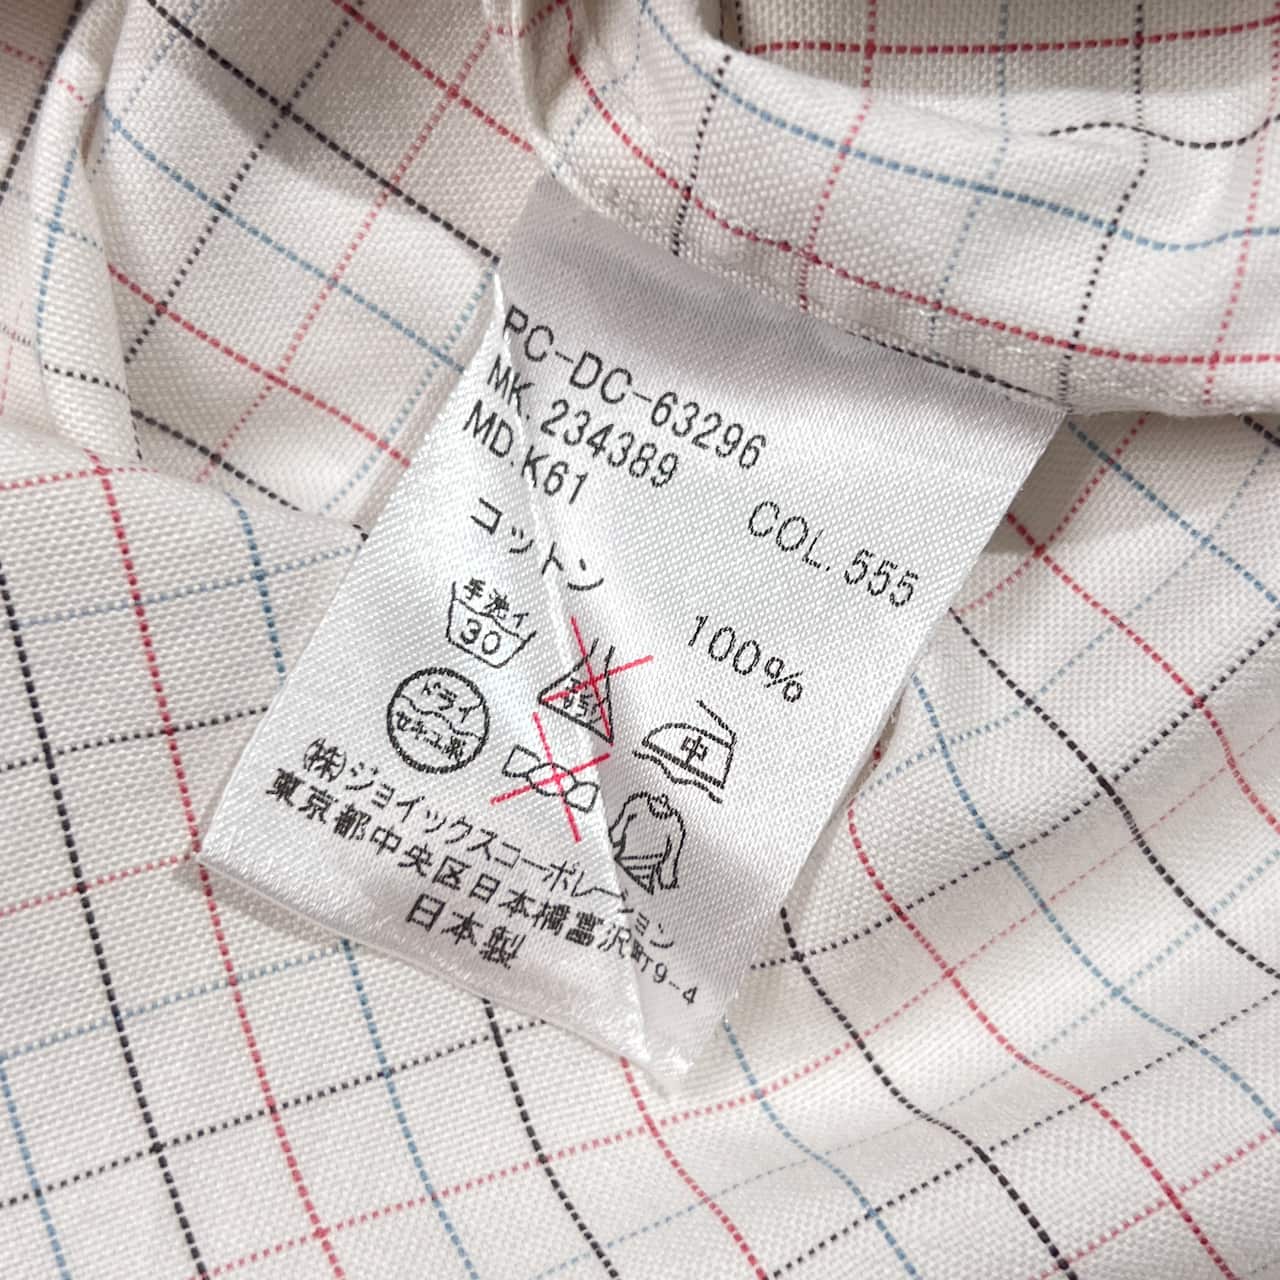 PC-DC-63296
MK. 234389
MD.K61 COL. 555
コットン 100%
手洗イ
30
中
ドライ
セキユ系
(株)ジョイックスコーポレーション
東京都中央区日本橋富沢町9-4
日本製